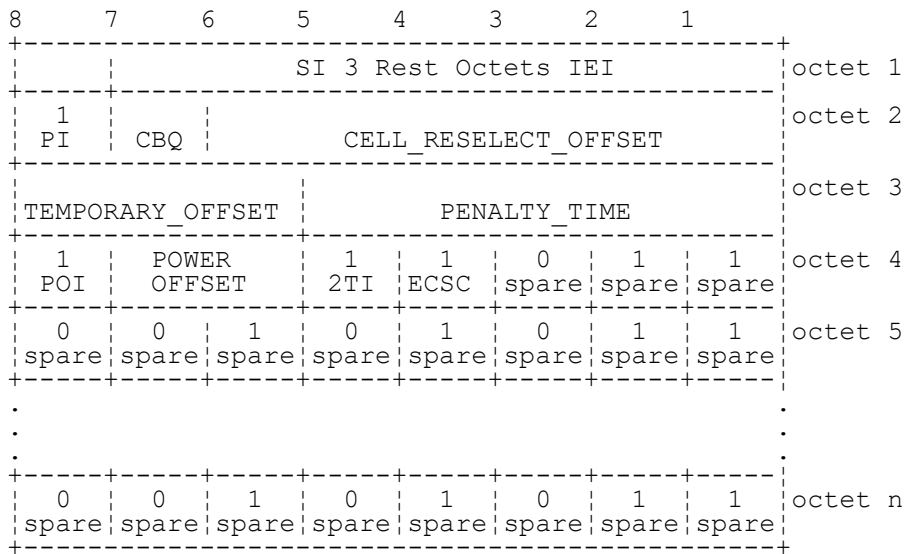 8 7 6 5 4 3 2 1
SI 3 Rest Octets IEI octet 1
1 octet 2
PI CBQ CELL_RESELECT_OFFSET
octet 3
TEMPORARY_OFFSET PENALTY_TIME
1 POWER 1 1 0 1 1 octet 4
POI OFFSET 2TI ECSC spare spare spare
0 0 1 0 1 0 1 1 octet 5
spare spare spare spare spare spare spare spare
. .
. .
. .
0 0 1 0 1 0 1 1 octet n
spare spare spare spare spare spare spare spare